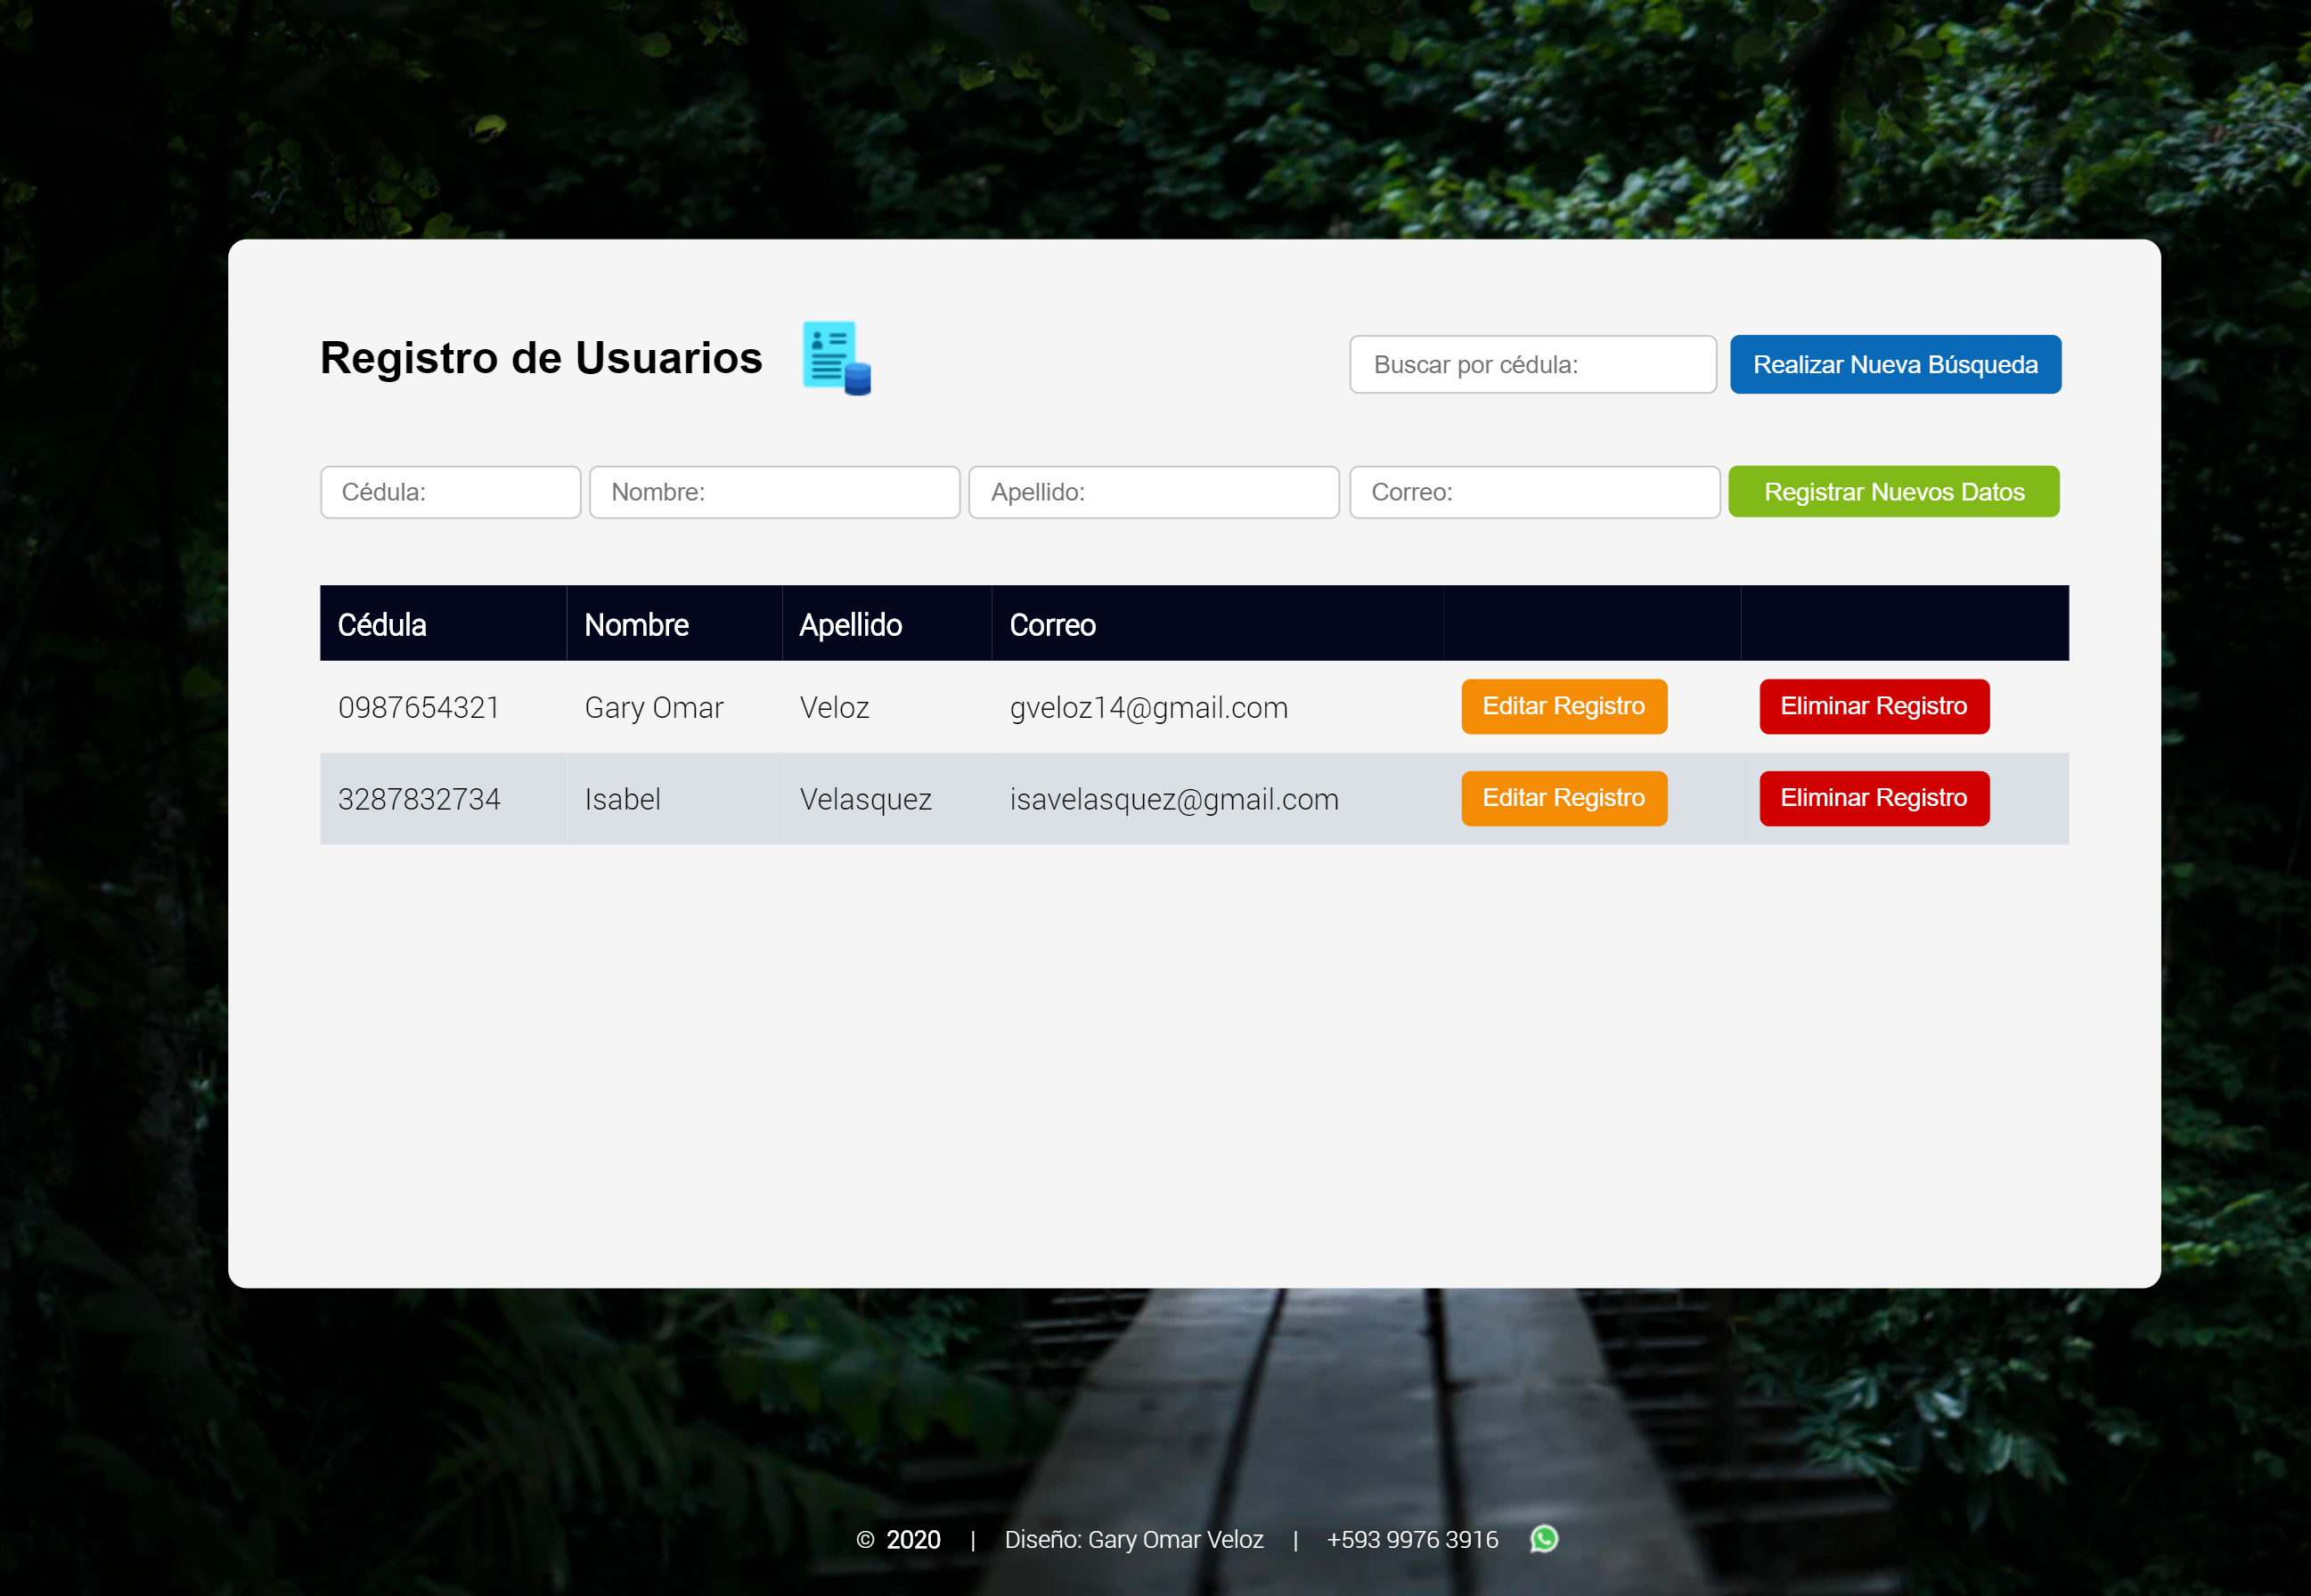 Registro de Usuarios
Buscar por cédula:
Realizar Nueva Búsqueda
Cédula:
Nombre:
Apellido:
Correo:
Registrar Nuevos Datos
Cédula Nombre Apellido Correo
0987654321 Gary Omar Veloz gveloz14@gmail.com Editar Registro Eliminar Registro
3287832734 Isabel Velasquez isavelasquez@gmail.com Editar Registro Eliminar Registro
© 2020 | Diseño: Gary Omar Veloz | +593 9976 3916